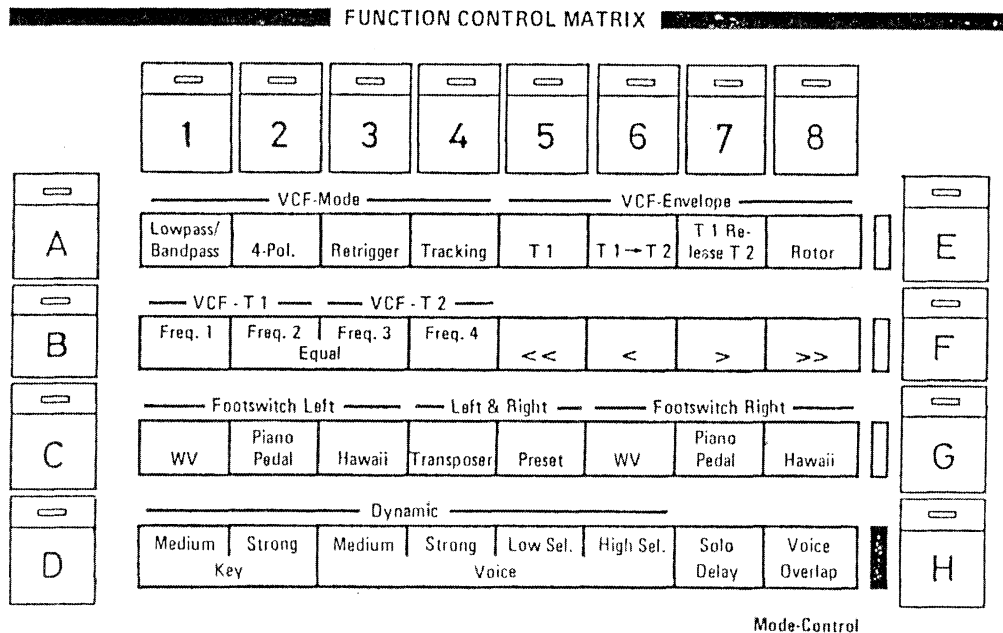 FUNCTION CONTROL MATRIX
1 2 3 4 5 6 7 8
VCF-Mode VCF-Envelope
A E
Lowpass/ T 1 Re-
Bandpass 4-Pol. Retrigger Tracking T 1 T 1 → T 2 lease T 2 Rotor
VCF - T 1 VCF - T 2
B F
Freq. 1 Freq. 2 Freq. 3 Freq. 4
Equal << < > >>
Footswitch Left Left & Right Footswitch Right
C G
Piano Piano
WV Pedal Hawaii Transposer Preset WV Pedal Hawaii
Dynamic
D H
Medium Strong Medium Strong Low Sel. High Sel. Solo Voice
Key Voice Delay Overlap
Mode-Control